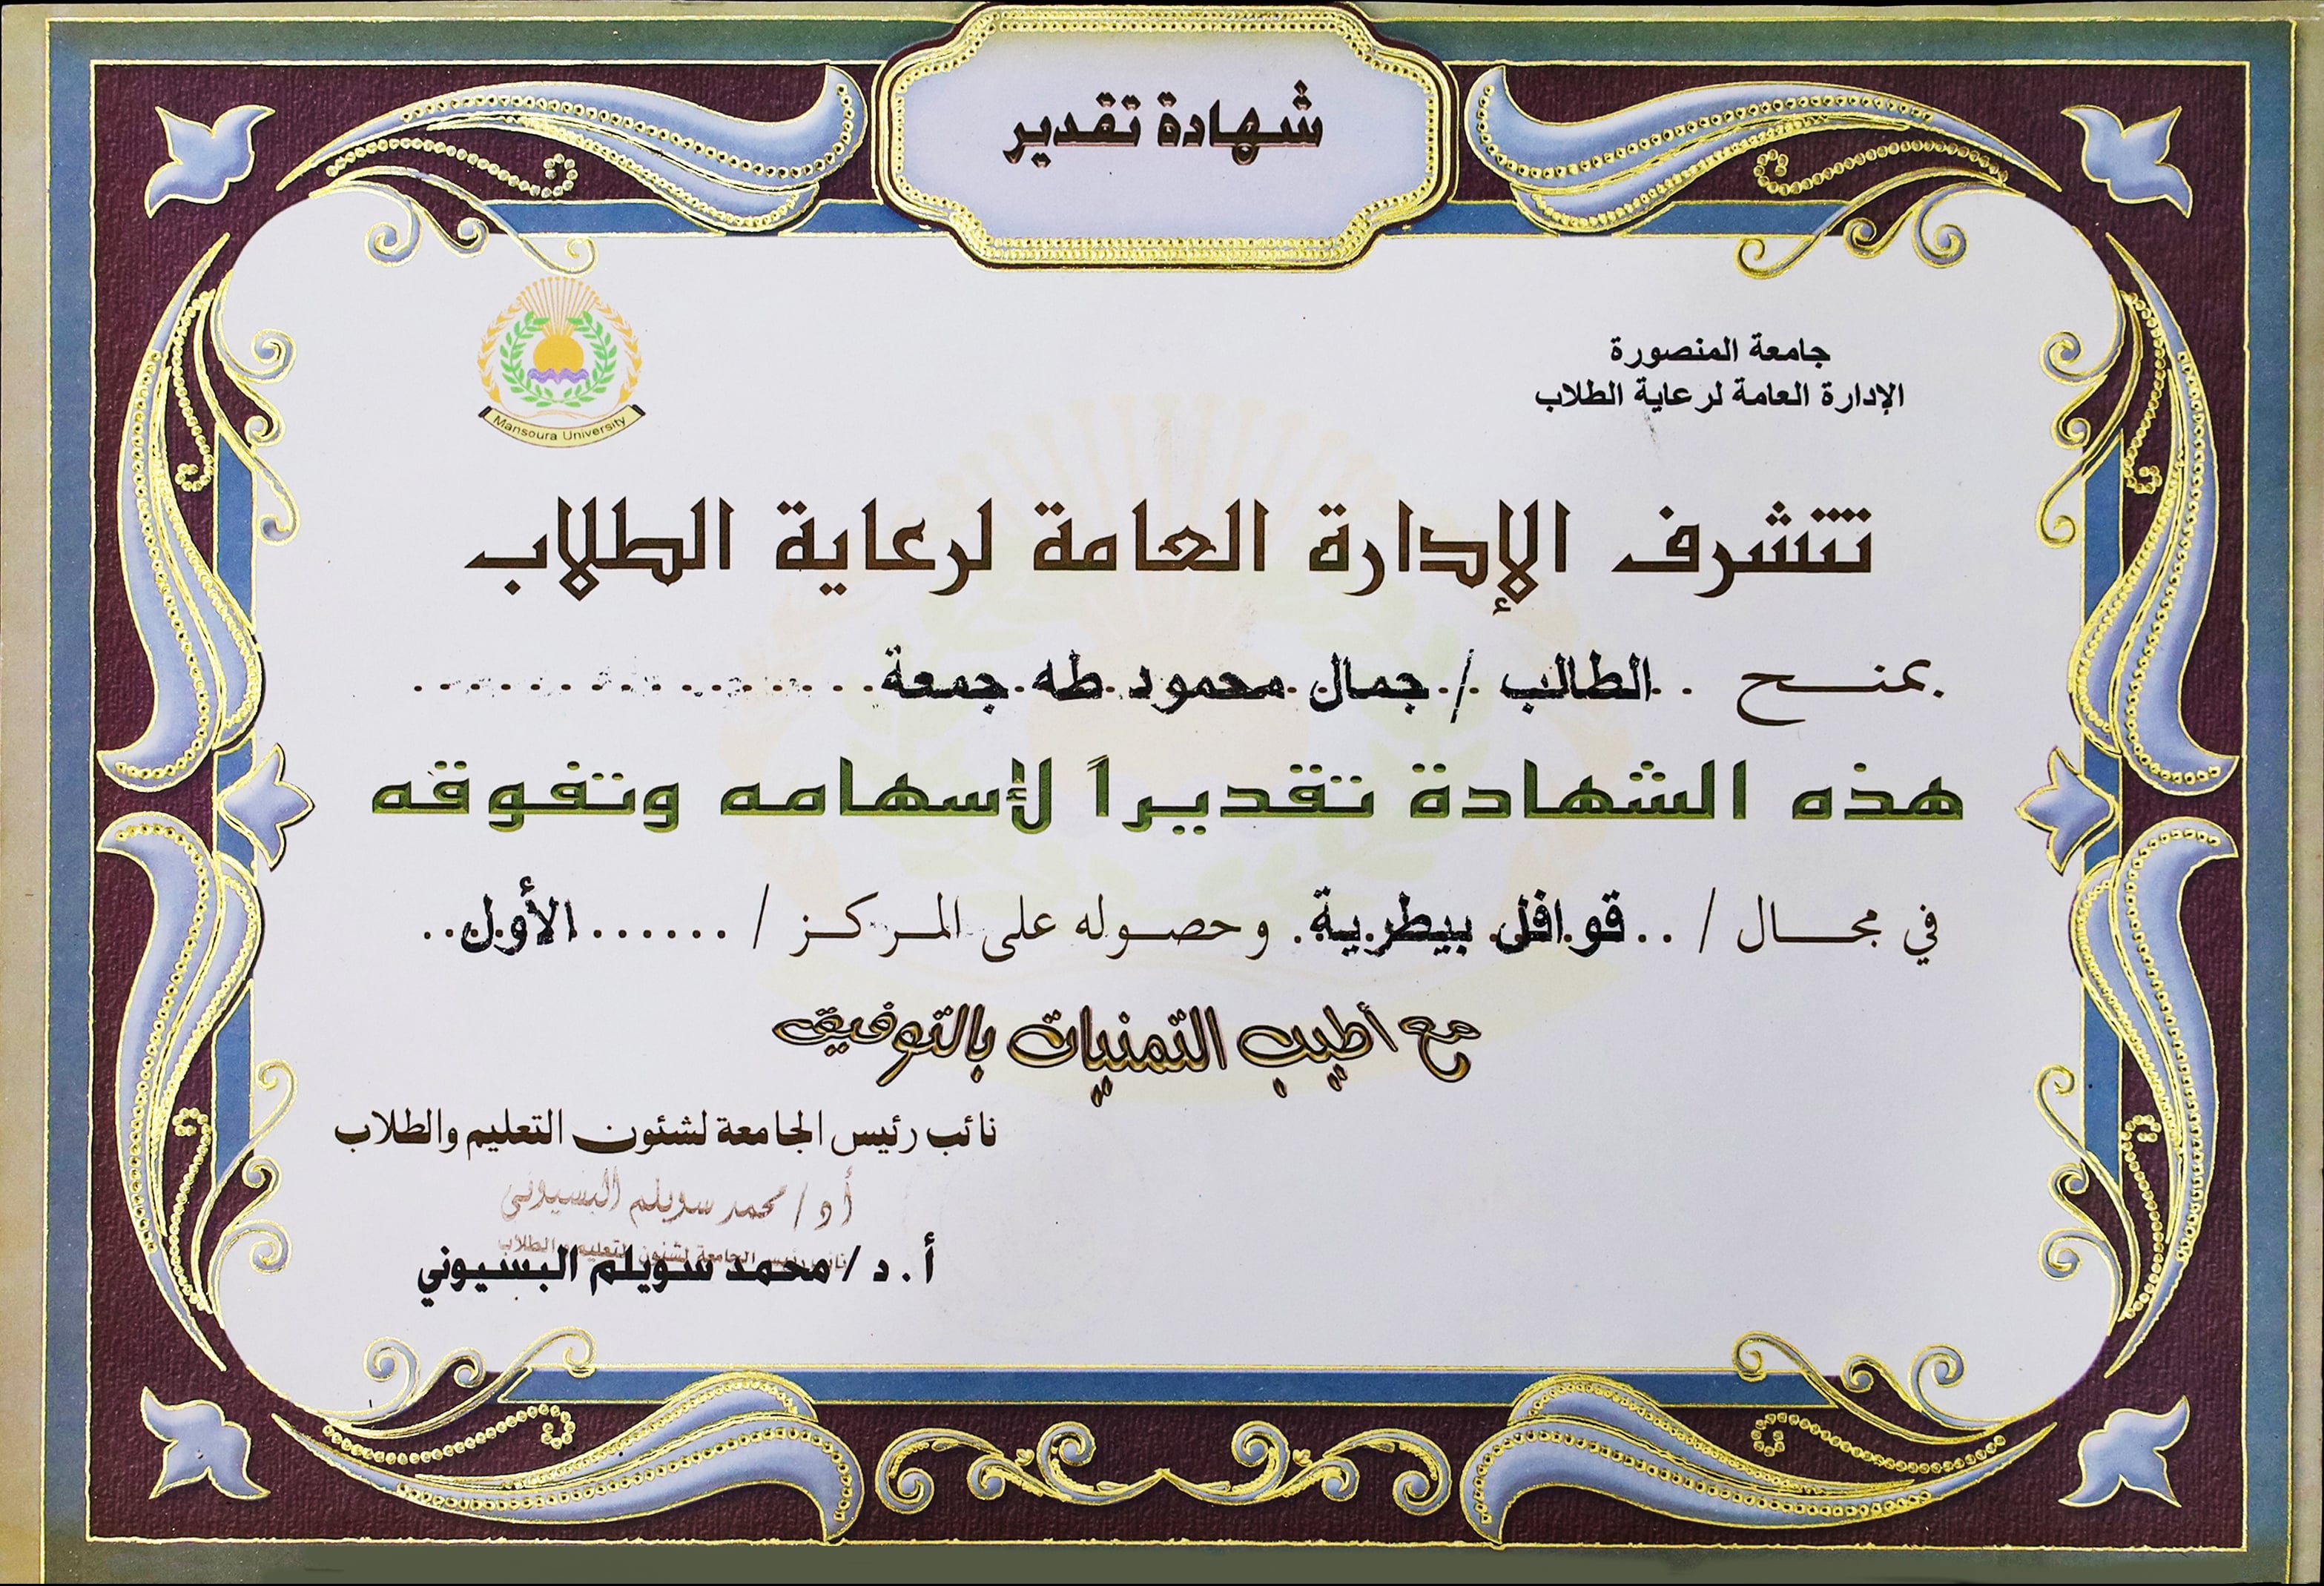 شهادة تقدير
جامعة المنصورة
الإدارة العامة لرعاية الطلاب
Mansoura University
تتشرف الإدارة العامة لرعاية الطلاب
بمنح .. الطالب / جمال محمود طه جمعة
هذه الشهادة تقديراً لأسهامه وتفوقه
في مجال / .. قوافل بيطرية. وحصوله على المركز / ...... الأول..
مع أطيب التمنيات بالتوفيق
نائب رئيس الجامعة لشئون التعليم والطلاب
أ د / محمد سويلم البسيوني
نائب رئيس الجامعة لشئون التعليم والطلاب
أ . د / محمد سويلم البسيوني